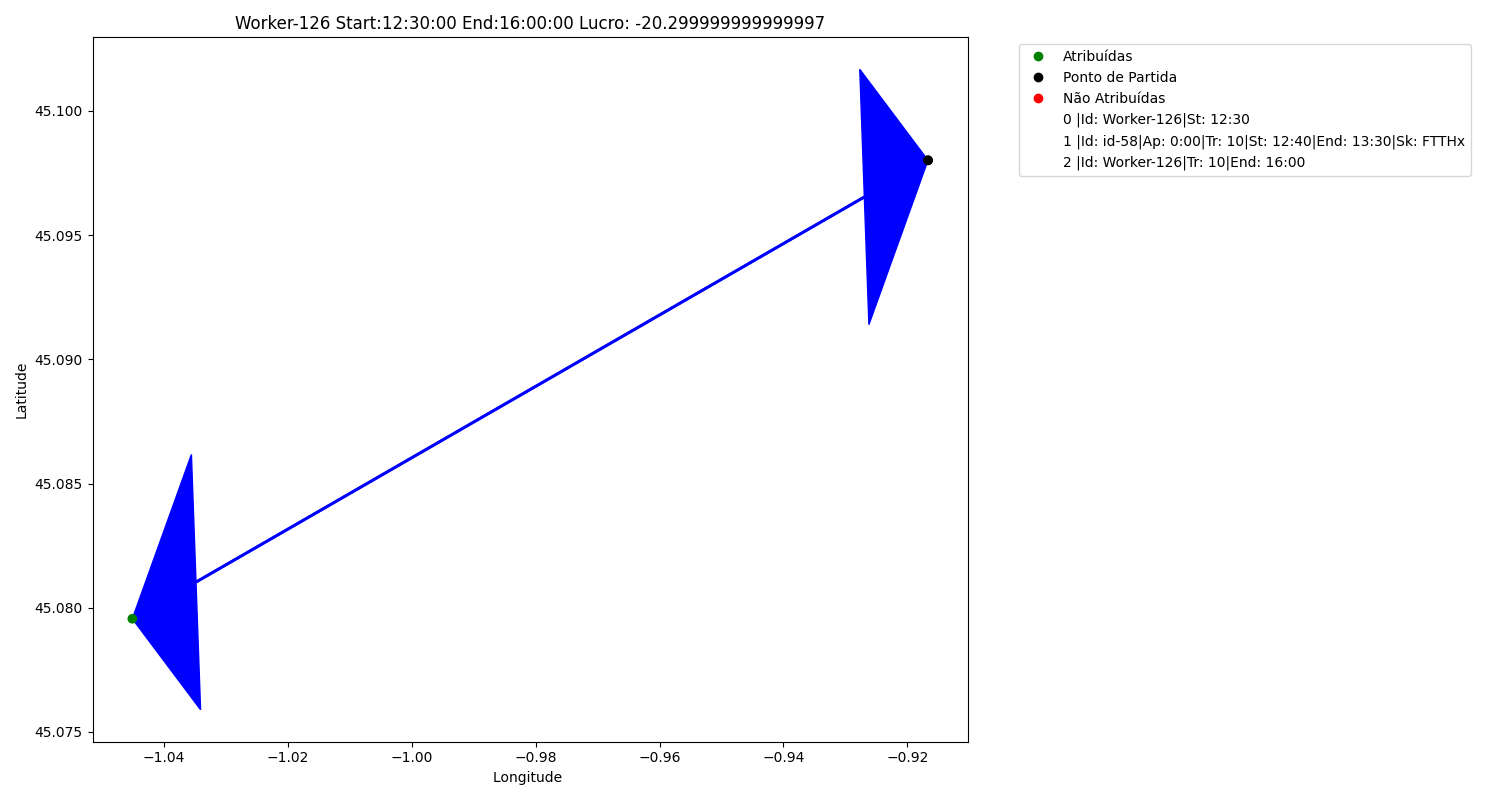 Worker-126 Start:12:30:00 End:16:00:00 Lucro: -20.299999999999997
Atribuídas
Ponto de Partida
Não Atribuídas
0 |Id: Worker-126|St: 12:30
1 |Id: id-58|Ap: 0:00|Tr: 10|St: 12:40|End: 13:30|Sk: FTTHx
2 |Id: Worker-126|Tr: 10|End: 16:00
45.100
45.095
45.090
45.085
45.080
45.075
Latitude
−1.04
−1.02
−1.00
−0.98
−0.96
−0.94
−0.92
Longitude